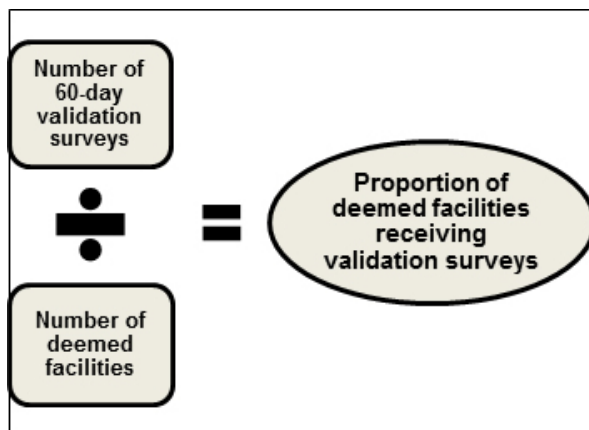 Number of
60-day
validation
surveys
÷
=
Proportion of
deemed facilities
receiving
validation surveys
Number of
deemed
facilities